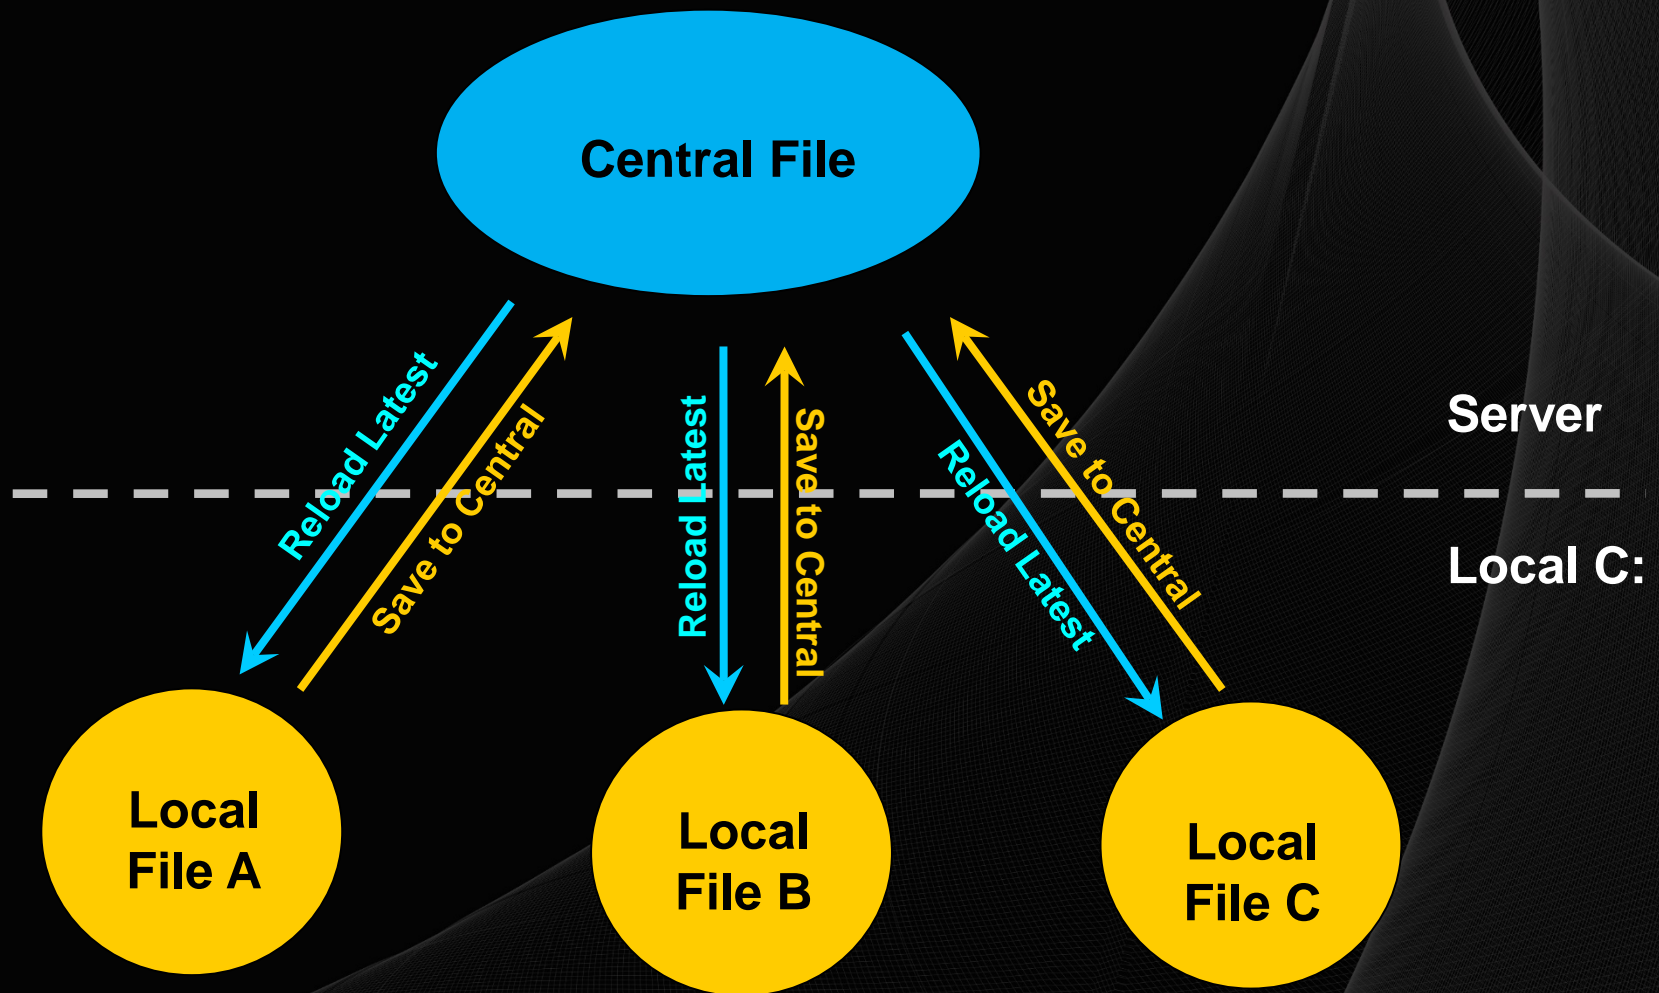 Central File
Reload Latest
Save to Central
Reload Latest
Save to Central
Reload Latest
Save to Central
Server
Local C:
Local
File A
Local
File B
Local
File C